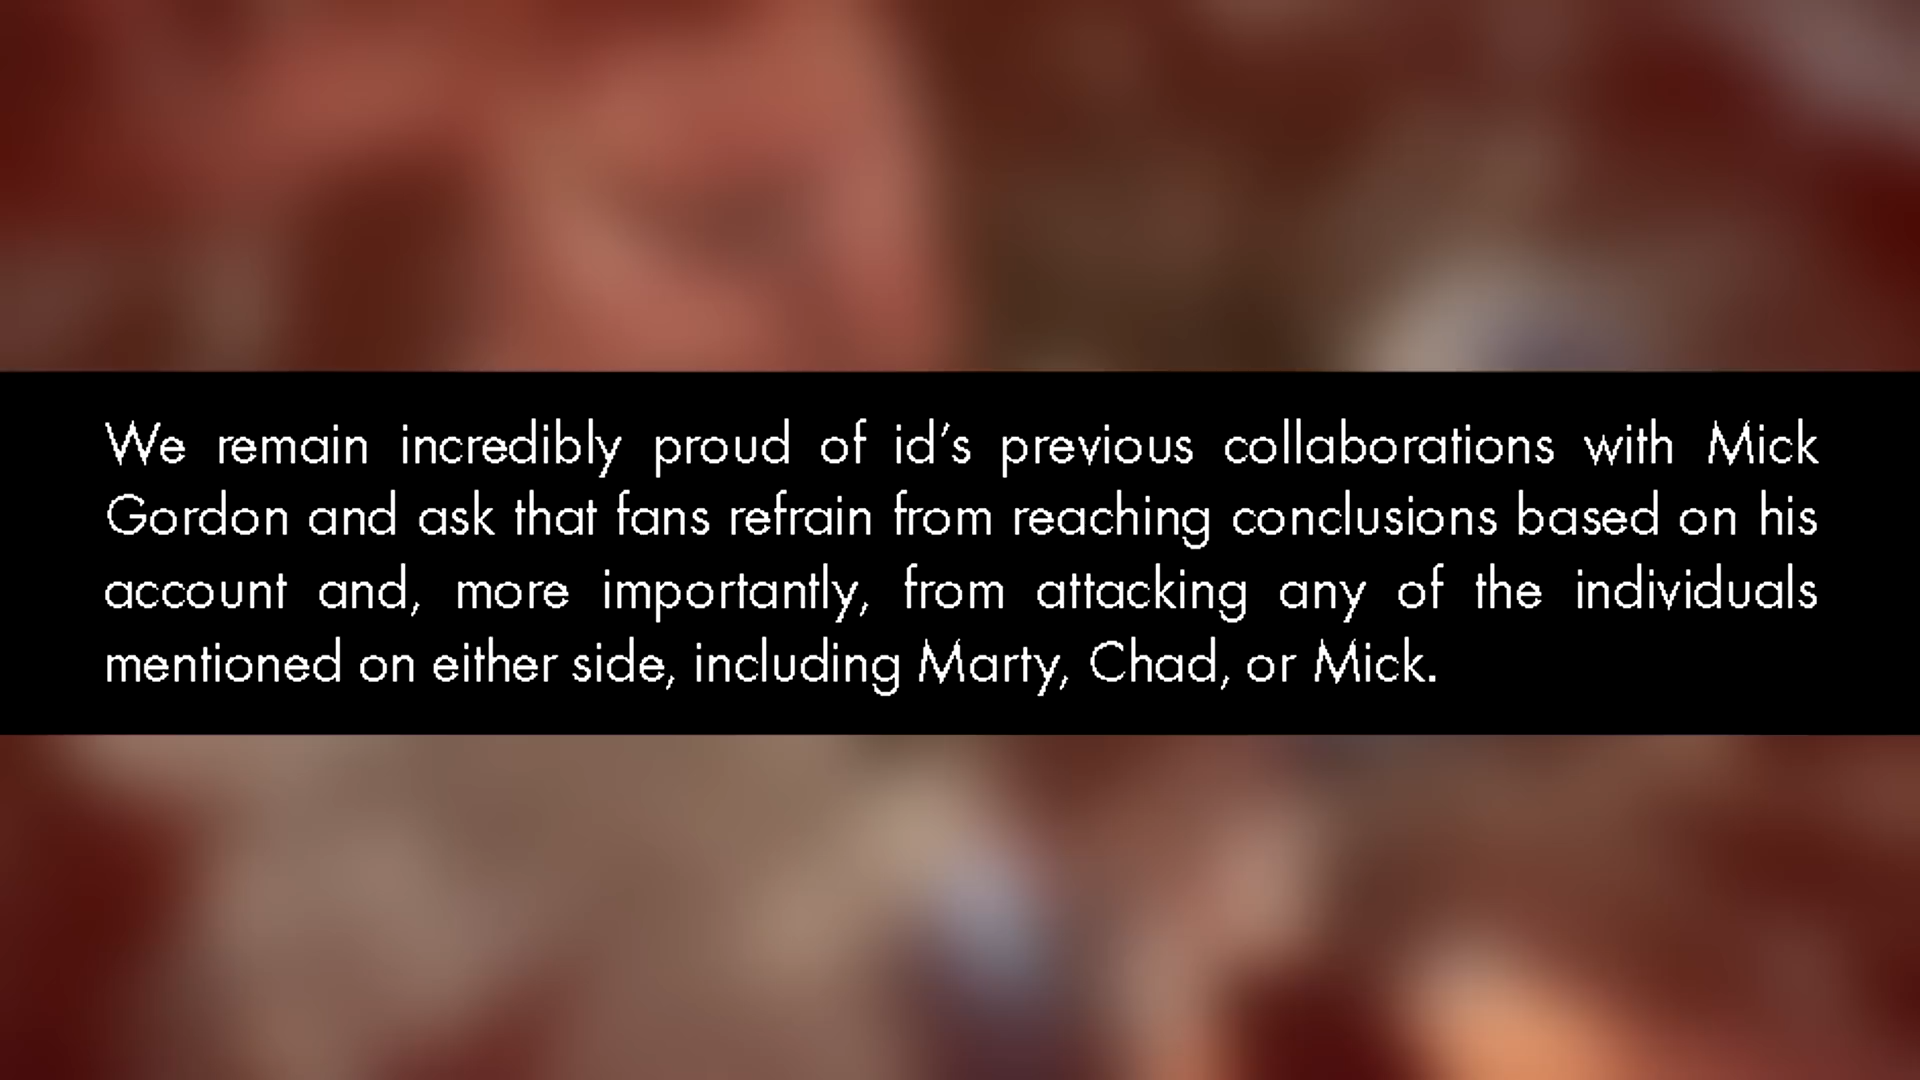 We remain incredibly proud of id’s previous collaborations with Mick
Gordon and ask that fans refrain from reaching conclusions based on his
account and, more importantly, from attacking any of the individuals
mentioned on either side, including Marty, Chad, or Mick.